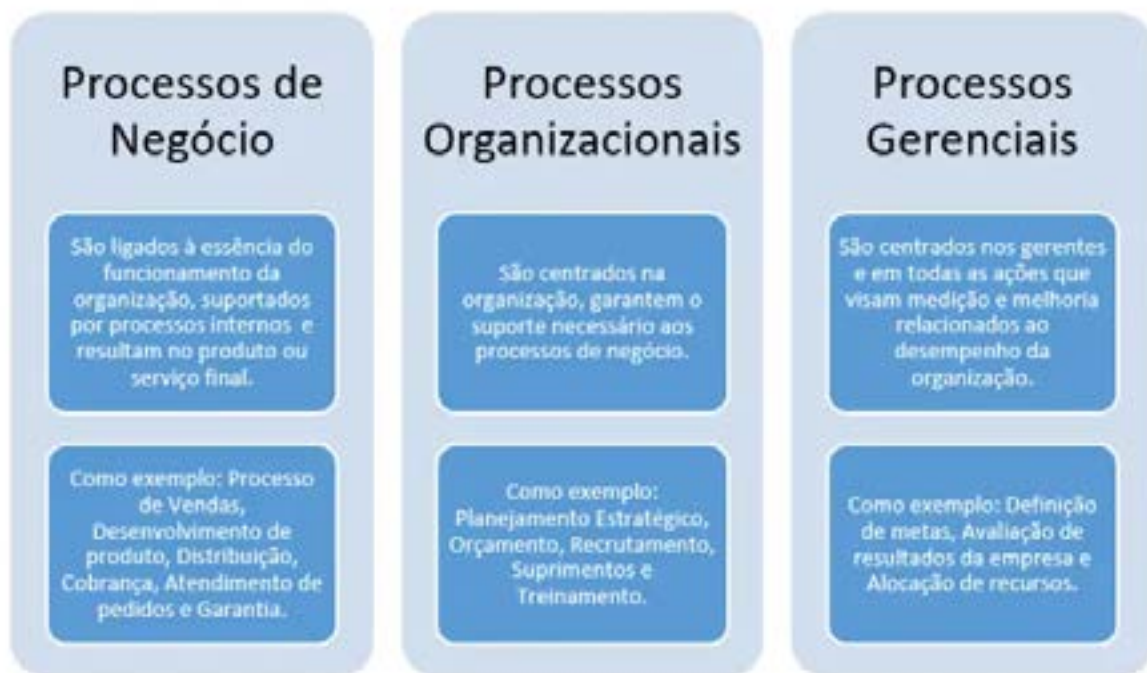 Processos de
Negócio
São ligados à essência do
funcionamento da
organização, suportados
por processos internos e
resultam no produto ou
serviço final.
Como exemplo: Processo
de Vendas,
Desenvolvimento de
produto, Distribuição,
Cobrança, Atendimento de
pedidos e Garantia.
Processos
Organizacionais
São centrados na
organização, garantem o
suporte necessário aos
processos de negócio.
Como exemplo:
Planejamento Estratégico,
Orçamento, Recrutamento,
Suprimentos e
Treinamento.
Processos
Gerenciais
São centrados nos gerentes
e em todas as ações que
visam medição e melhoria
relacionados ao
desempenho da
organização.
Como exemplo: Definição
de metas, Avaliação de
resultados da empresa e
Alocação de recursos.